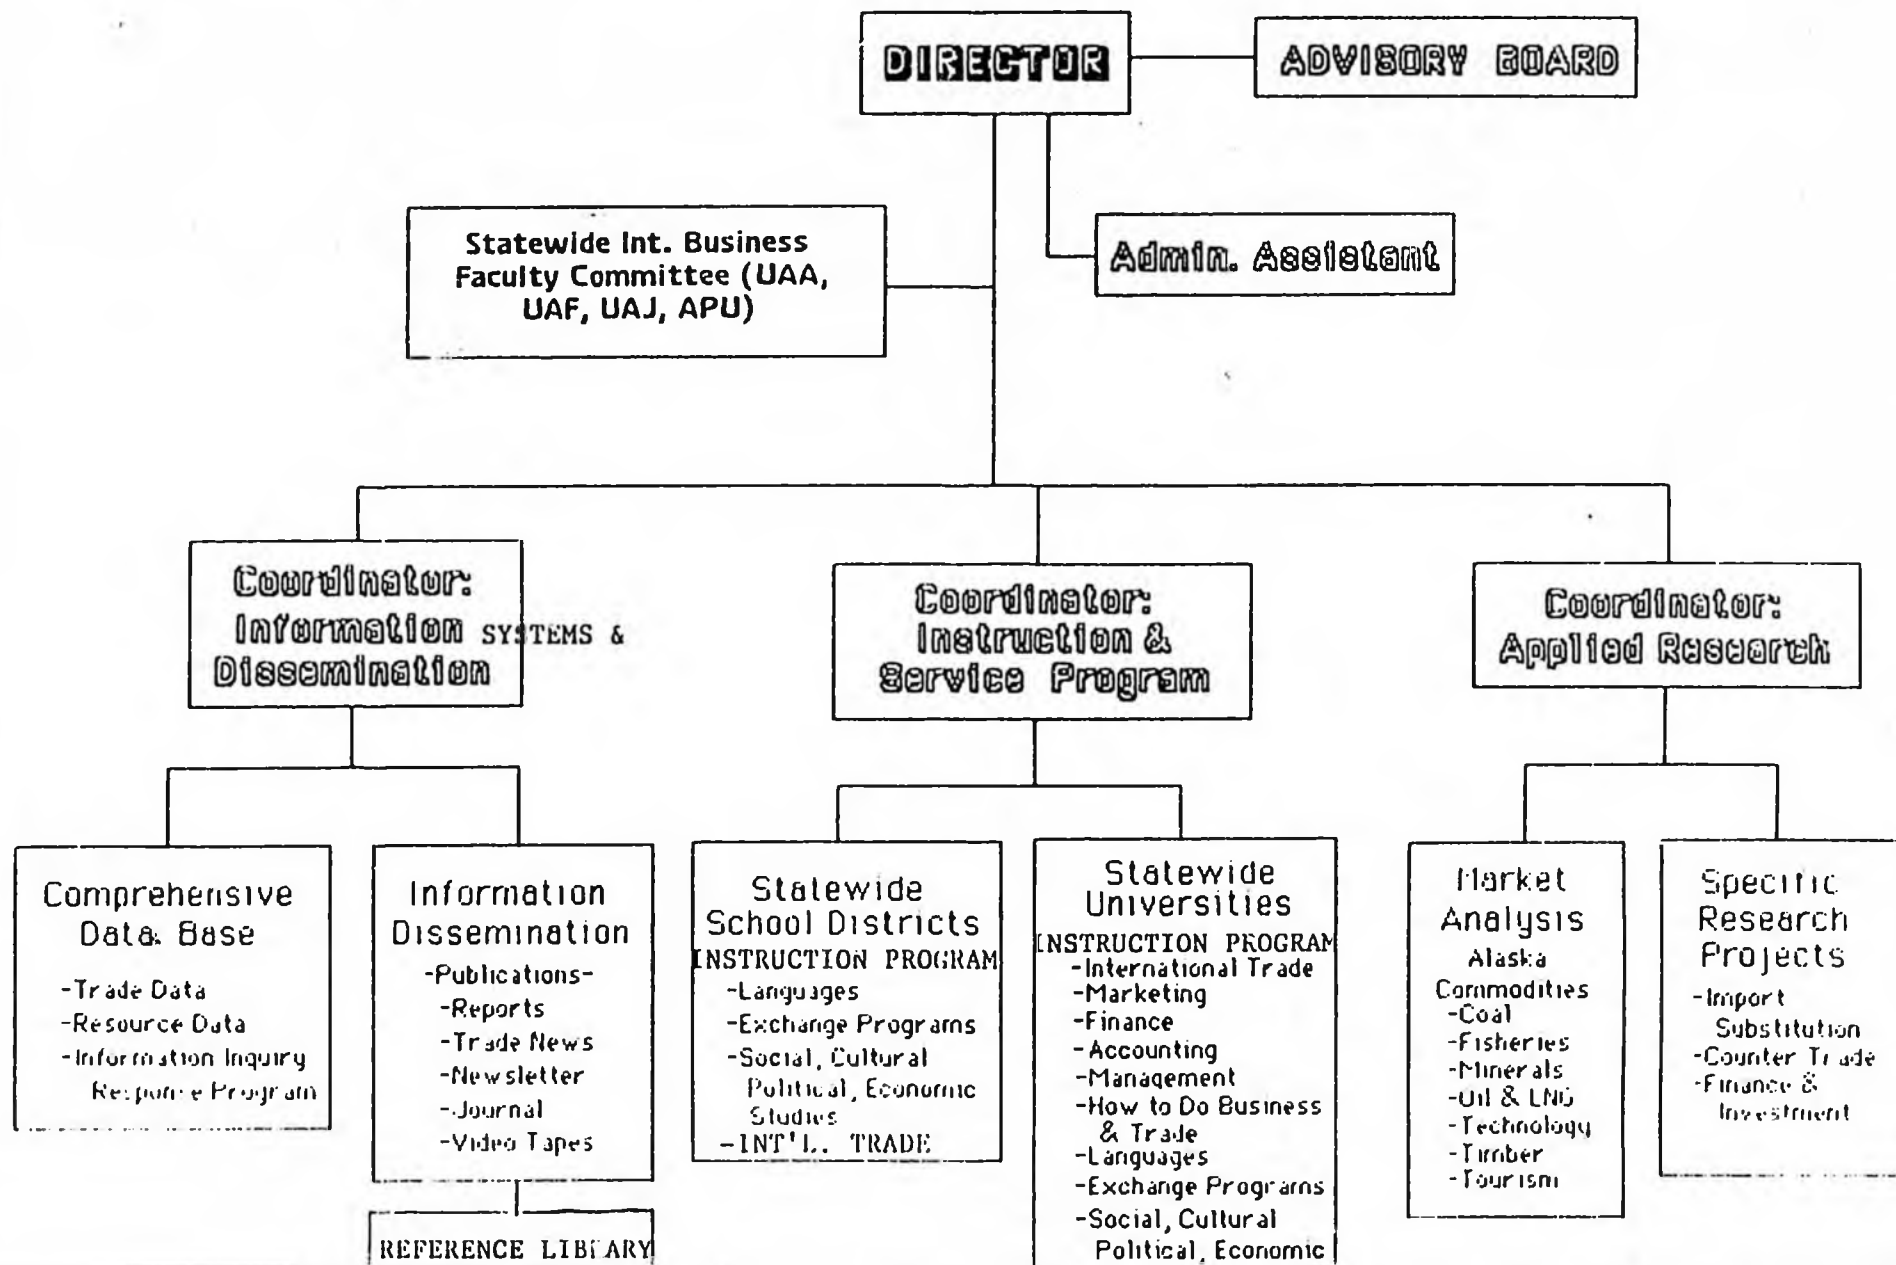 DIRECTOR
ADVISORY BOARD
Statewide Int. Business
Faculty Committee (UAA,
UAF, UAJ, APU)
Admin. Assistant
Coordinator:
Information SYSTEMS &
Dissemination
Coordinator:
Instruction &
Service Program
Coordinator:
Applied Research
Comprehensive
Data Base
-Trade Data
-Resource Data
-Information Inquiry
Response Program
Information
Dissemination
-Publications-
-Reports
-Trade News
-Newsletter
-Journal
-Video Tapes
REFERENCE LIBRARY
Statewide
School Districts
INSTRUCTION PROGRAM
-Languages
-Exchange Programs
-Social, Cultural
Political, Economic
Studies
-INT'L. TRADE
Statewide
Universities
INSTRUCTION PROGRAM
-International Trade
-Marketing
-Finance
-Accounting
-Management
-How to Do Business
& Trade
-Languages
-Exchange Programs
-Social, Cultural
Political, Economic
Market
Analysis
Alaska
Commodities
-Coal
-Fisheries
-Minerals
-Oil & LNG
-Technology
-Timber
-Tourism
Specific
Research
Projects
-Import
Substitution
-Counter Trade
-Finance &
Investment